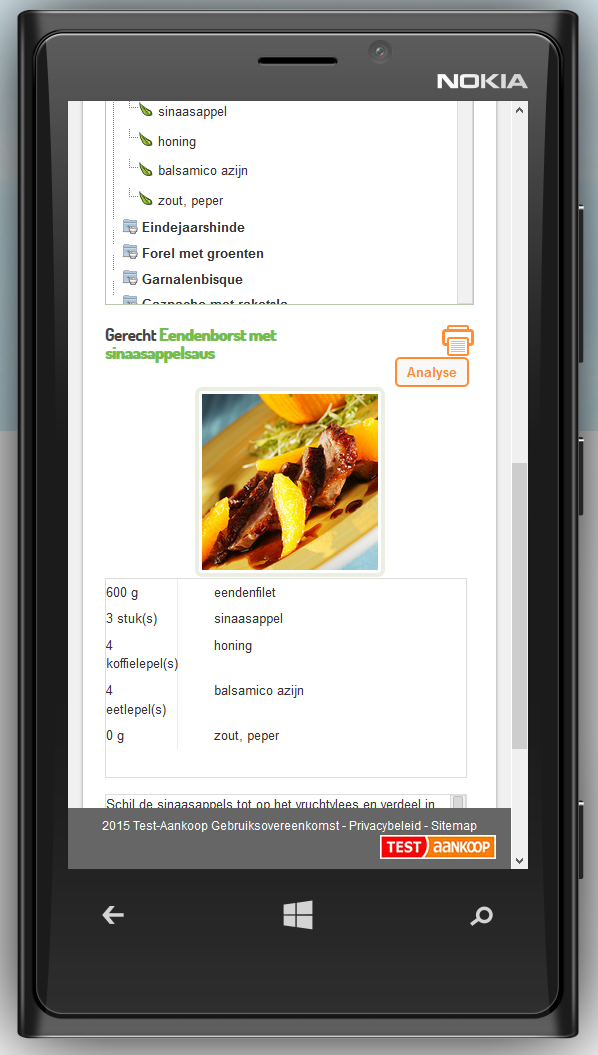 NOKIA
sinaasappel
honing
balsamico azijn
zout, peper
Eindejaarshinde
Forel met groenten
Garnalenbisque
Gazpacho met raketsla
Gerecht Eendenborst met
sinaasappelsaus
Analyse
600 g eendenfilet
3 stuk(s) sinaasappel
4 honing
koffielepel(s)
4 balsamico azijn
eetlepel(s)
0 g zout, peper
Schil de sinaasappels tot op het vruchtvlees en verdeel in
2015 Test-Aankoop Gebruiksovereenkomst - Privacybeleid - Sitemap
TEST aankoop